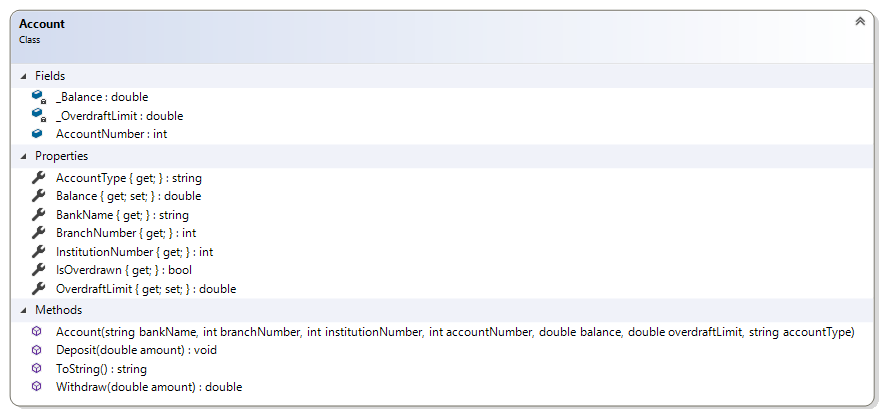 Account
Class
Fields
_Balance : double
_OverdraftLimit : double
AccountNumber : int
Properties
AccountType { get; } : string
Balance { get; set; } : double
BankName { get; } : string
BranchNumber { get; } : int
InstitutionNumber { get; } : int
IsOverdrawn { get; } : bool
OverdraftLimit { get; set; } : double
Methods
Account(string bankName, int branchNumber, int institutionNumber, int accountNumber, double balance, double overdraftLimit, string accountType)
Deposit(double amount) : void
ToString() : string
Withdraw(double amount) : double